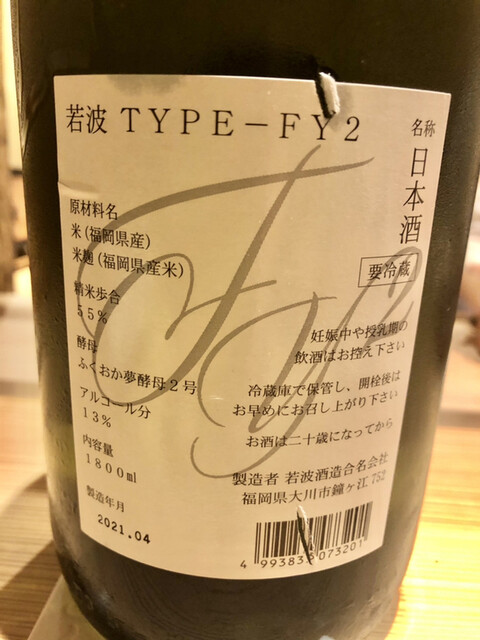 若波 TYPE－FY2
名称
日本酒
要冷蔵
原材料名
米(福岡県産)
米麹(福岡県産米)
精米歩合
55%
酵母
ふくおか夢酵母2号
アルコール分
13%
内容量
1800ml
製造年月
2021.04
妊娠中や授乳期の
飲酒はお控え下さい
冷蔵庫で保管し、開栓後は
お早めにお召し上がり下さい
お酒は二十歳になってから
製造者 若波酒造合名会社
福岡県大川市鐘ヶ江752
4 993833 073201